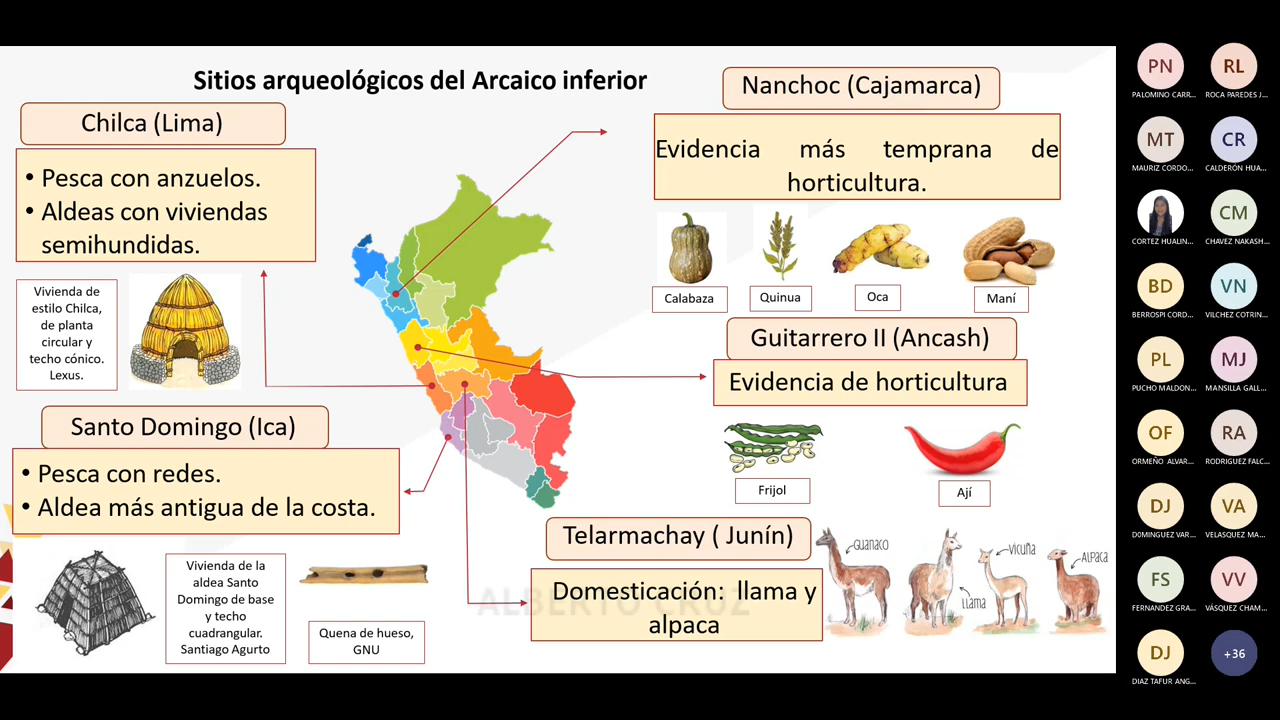 Sitios arqueológicos del Arcaico inferior
Chilca (Lima)
• Pesca con anzuelos.
• Aldeas con viviendas
semihundidas.
Vivienda de
estilo Chilca,
de planta
circular y
techo cónico.
Lexus.
Santo Domingo (Ica)
• Pesca con redes.
• Aldea más antigua de la costa.
Vivienda de la
aldea Santo
Domingo de base
y techo
cuadrangular.
Santiago Agurto
Quena de hueso,
GNU
Nanchoc (Cajamarca)
Evidencia más temprana de
horticultura.
Calabaza
Quinua
Oca
Maní
Guitarrero II (Ancash)
Evidencia de horticultura
Frijol
Ají
Telarmachay ( Junín)
Domesticación: llama y
alpaca
ALBERTO CRUZ
GUANACO
llama
VICUÑA
ALPACA
PN
PALOMINO CARR...
RL
ROCA PAREDES J...
MT
MAURIZ CORDO...
CR
CALDERÓN HUA...
CORTEZ HUALIN...
CM
CHAVEZ NAKASH...
BD
BERROSPI CORD...
VN
VILCHEZ COTRIN...
PL
PUCHO MALDON...
MJ
MANSILLA GALL...
OF
ORMEÑO ALVAR...
RA
RODRIGUEZ FALC...
DJ
DOMINGUEZ VAR...
VA
VELASQUEZ MA...
FS
FERNANDEZ GRA...
VV
VÁSQUEZ CHAM...
DJ
DIAZ TAFUR ANG...
+36